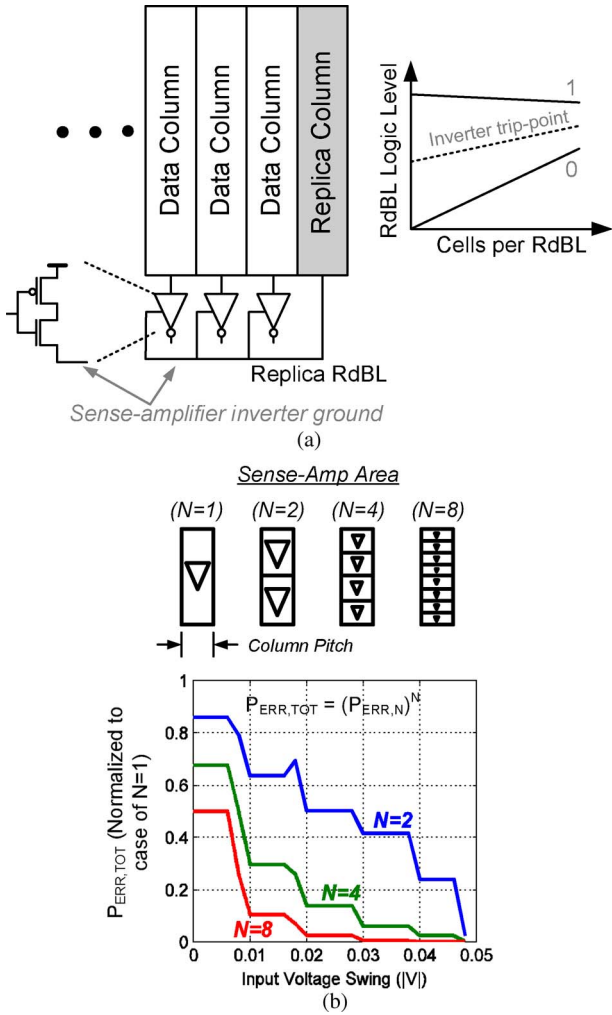 Data Column
Data Column
Data Column
Replica Column
RdBL Logic Level
1
Inverter trip-point
0
Cells per RdBL
Replica RdBL
Sense-amplifier inverter ground
(a)
Sense-Amp Area
(N=1) (N=2) (N=4) (N=8)
Column Pitch
P_ERR,TOT (Normalized to
case of N=1)
P_ERR,TOT = (P_ERR,N)^N
1
0.8
0.6
0.4
0.2
0
N=2
N=4
N=8
0 0.01 0.02 0.03 0.04 0.05
Input Voltage Swing (|V|)
(b)